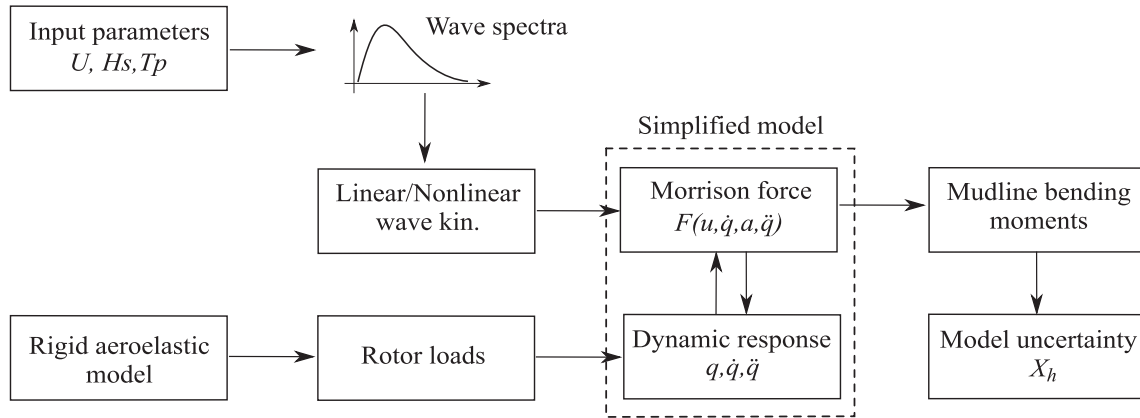 Input parameters
U, Hs,Tp
Wave spectra
Simplified model
Linear/Nonlinear
wave kin.
Morrison force
F(u,q̇,a,q̈)
Mudline bending
moments
Rigid aeroelastic
model
Rotor loads
Dynamic response
q,q̇,q̈
Model uncertainty
X_h